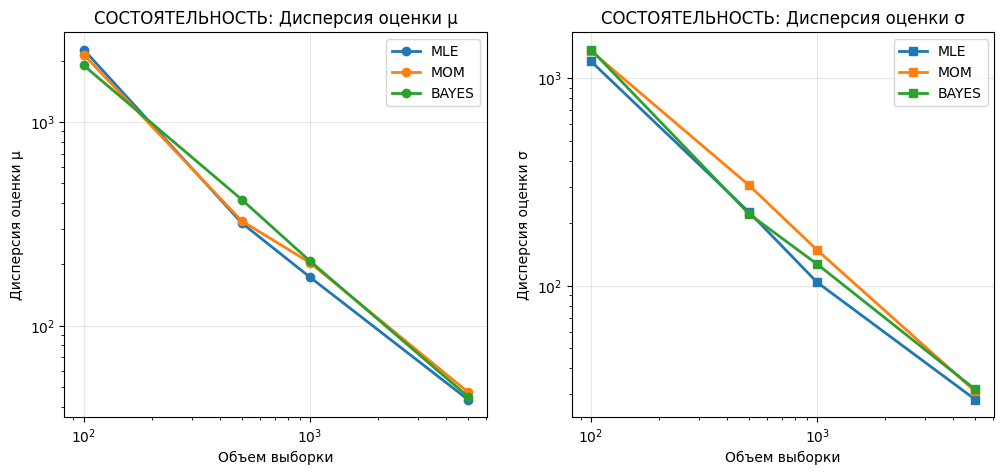 СОСТОЯТЕЛЬНОСТЬ: Дисперсия оценки μ
MLE
MOM
BAYES
10³
10²
Дисперсия оценки μ
10²
10³
Объем выборки
СОСТОЯТЕЛЬНОСТЬ: Дисперсия оценки σ
MLE
MOM
BAYES
10³
10²
Дисперсия оценки σ
10²
10³
Объем выборки